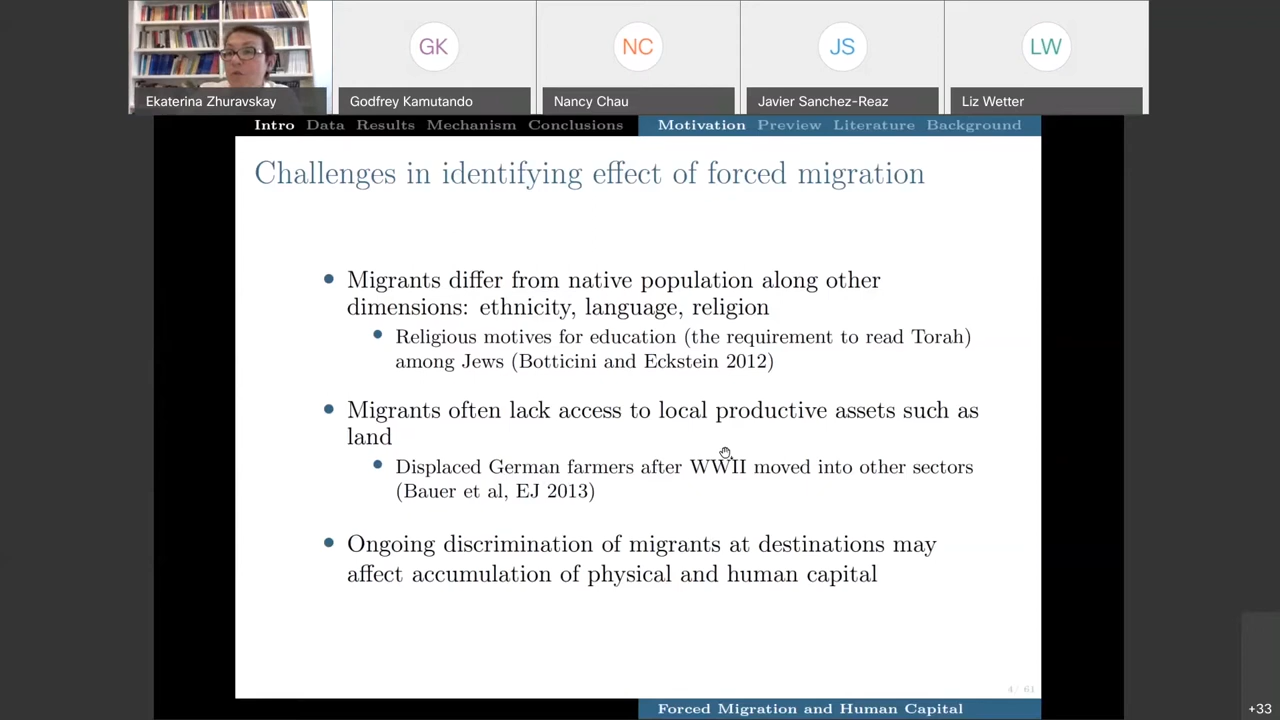 GK
NC
JS
LW
Ekaterina Zhuravskay
Godfrey Kamutando
Nancy Chau
Javier Sanchez-Reaz
Liz Wetter
Intro Data Results Mechanism Conclusions
Motivation Preview Literature Background
Challenges in identifying effect of forced migration
• Migrants differ from native population along other
dimensions: ethnicity, language, religion
• Religious motives for education (the requirement to read Torah)
among Jews (Botticini and Eckstein 2012)
• Migrants often lack access to local productive assets such as
land
• Displaced German farmers after WWII moved into other sectors
(Bauer et al, EJ 2013)
• Ongoing discrimination of migrants at destinations may
affect accumulation of physical and human capital
4 / 61
Forced Migration and Human Capital
+33